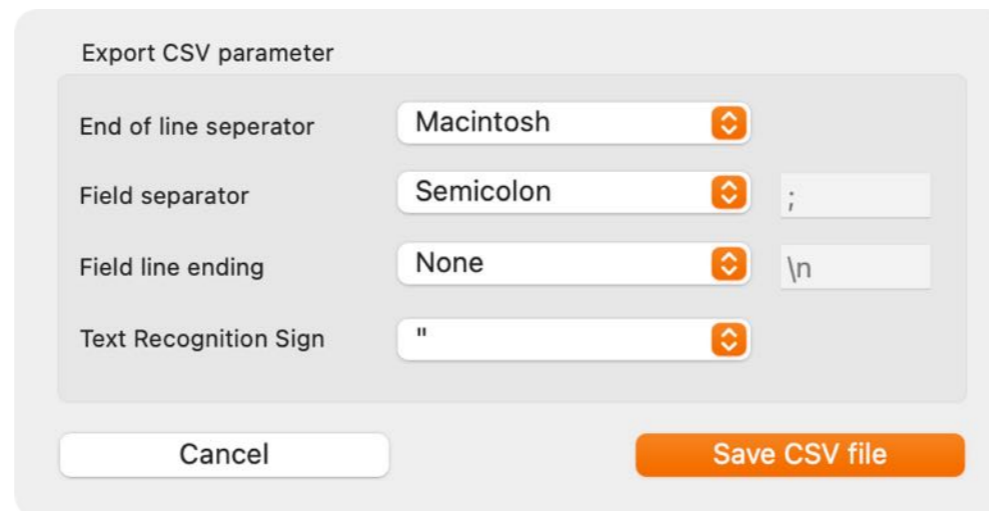 Export CSV parameter
End of line seperator Macintosh
Field separator Semicolon ;
Field line ending None \n
Text Recognition Sign "
Cancel Save CSV file